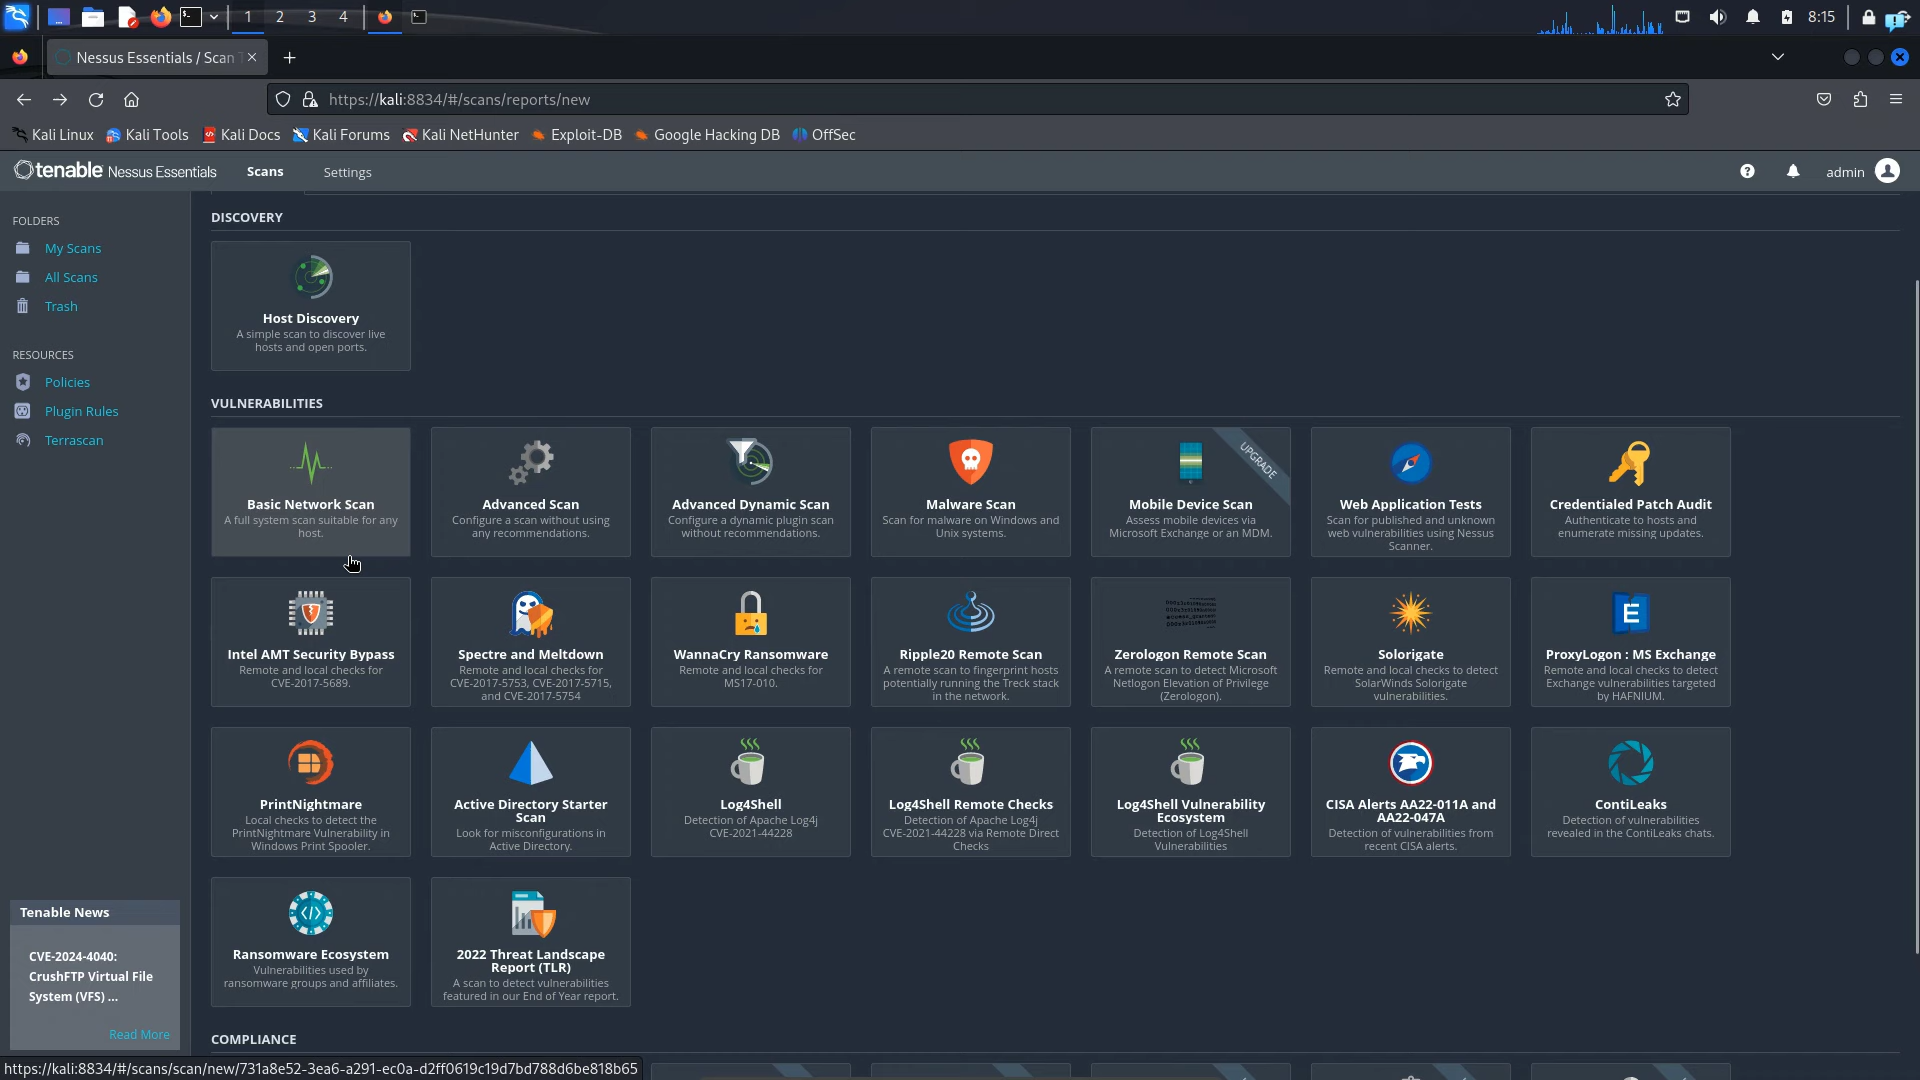 1
2
3
4
8:15
Nessus Essentials / Scan T
https://kali:8834/#/scans/reports/new
Kali Linux
Kali Tools
Kali Docs
Kali Forums
Kali NetHunter
Exploit-DB
Google Hacking DB
OffSec
tenable Nessus Essentials
Scans
Settings
admin
FOLDERS
My Scans
All Scans
Trash
RESOURCES
Policies
Plugin Rules
Terrascan
Tenable News
CVE-2024-4040:
CrushFTP Virtual File
System (VFS) ...
Read More
DISCOVERY
Host Discovery
A simple scan to discover live
hosts and open ports.
VULNERABILITIES
Basic Network Scan
A full system scan suitable for any
host.
Advanced Scan
Configure a scan without using
any recommendations.
Advanced Dynamic Scan
Configure a dynamic plugin scan
without recommendations.
Malware Scan
Scan for malware on Windows and
Unix systems.
UPGRADE
Mobile Device Scan
Assess mobile devices via
Microsoft Exchange or an MDM.
Web Application Tests
Scan for published and unknown
web vulnerabilities using Nessus
Scanner.
Credentialed Patch Audit
Authenticate to hosts and
enumerate missing updates.
Intel AMT Security Bypass
Remote and local checks for
CVE-2017-5689.
Spectre and Meltdown
Remote and local checks for
CVE-2017-5753, CVE-2017-5715,
and CVE-2017-5754
WannaCry Ransomware
Remote and local checks for
MS17-010.
Ripple20 Remote Scan
A remote scan to fingerprint hosts
potentially running the Treck stack
in the network.
Zerologon Remote Scan
A remote scan to detect Microsoft
Netlogon Elevation of Privilege
(Zerologon).
Solorigate
Remote and local checks to detect
SolarWinds Solorigate
vulnerabilities.
E
ProxyLogon : MS Exchange
Remote and local checks to detect
Exchange vulnerabilities targeted
by HAFNIUM.
PrintNightmare
Local checks to detect the
PrintNightmare Vulnerability in
Windows Print Spooler.
Active Directory Starter
Scan
Look for misconfigurations in
Active Directory.
Log4Shell
Detection of Apache Log4j
CVE-2021-44228
Log4Shell Remote Checks
Detection of Apache Log4j
CVE-2021-44228 via Remote Direct
Checks
Log4Shell Vulnerability
Ecosystem
Detection of Log4Shell
Vulnerabilities
CISA Alerts AA22-011A and
AA22-047A
Detection of vulnerabilities from
recent CISA alerts.
ContiLeaks
Detection of vulnerabilities
revealed in the ContiLeaks chats.
Ransomware Ecosystem
Vulnerabilities used by
ransomware groups and affiliates.
2022 Threat Landscape
Report (TLR)
A scan to detect vulnerabilities
featured in our End of Year report.
COMPLIANCE
https://kali:8834/#/scans/scan/new/731a8e52-3ea6-a291-ec0a-d2ff0619c19d7bd788d6be818b65